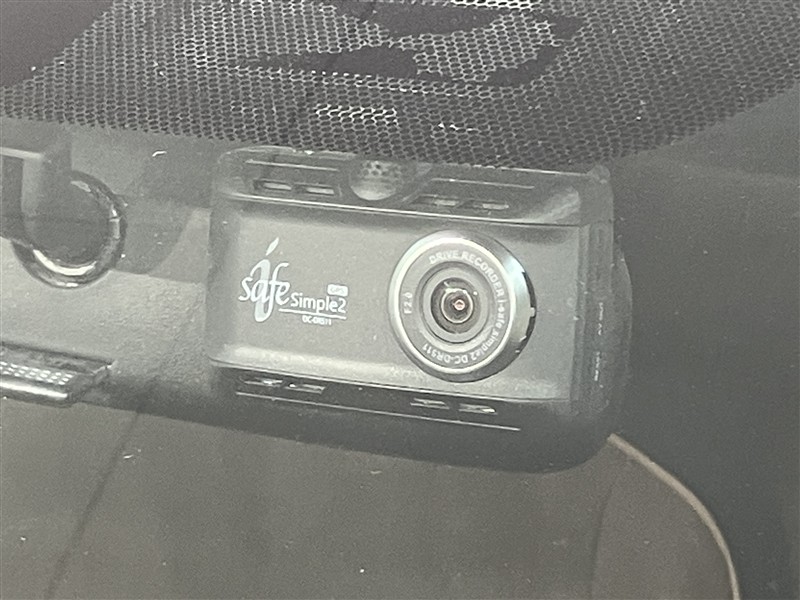 i safe
Simple2
DC-DR511
DRIVE RECORDER i-safe simple2 DC-DR511
F2.0